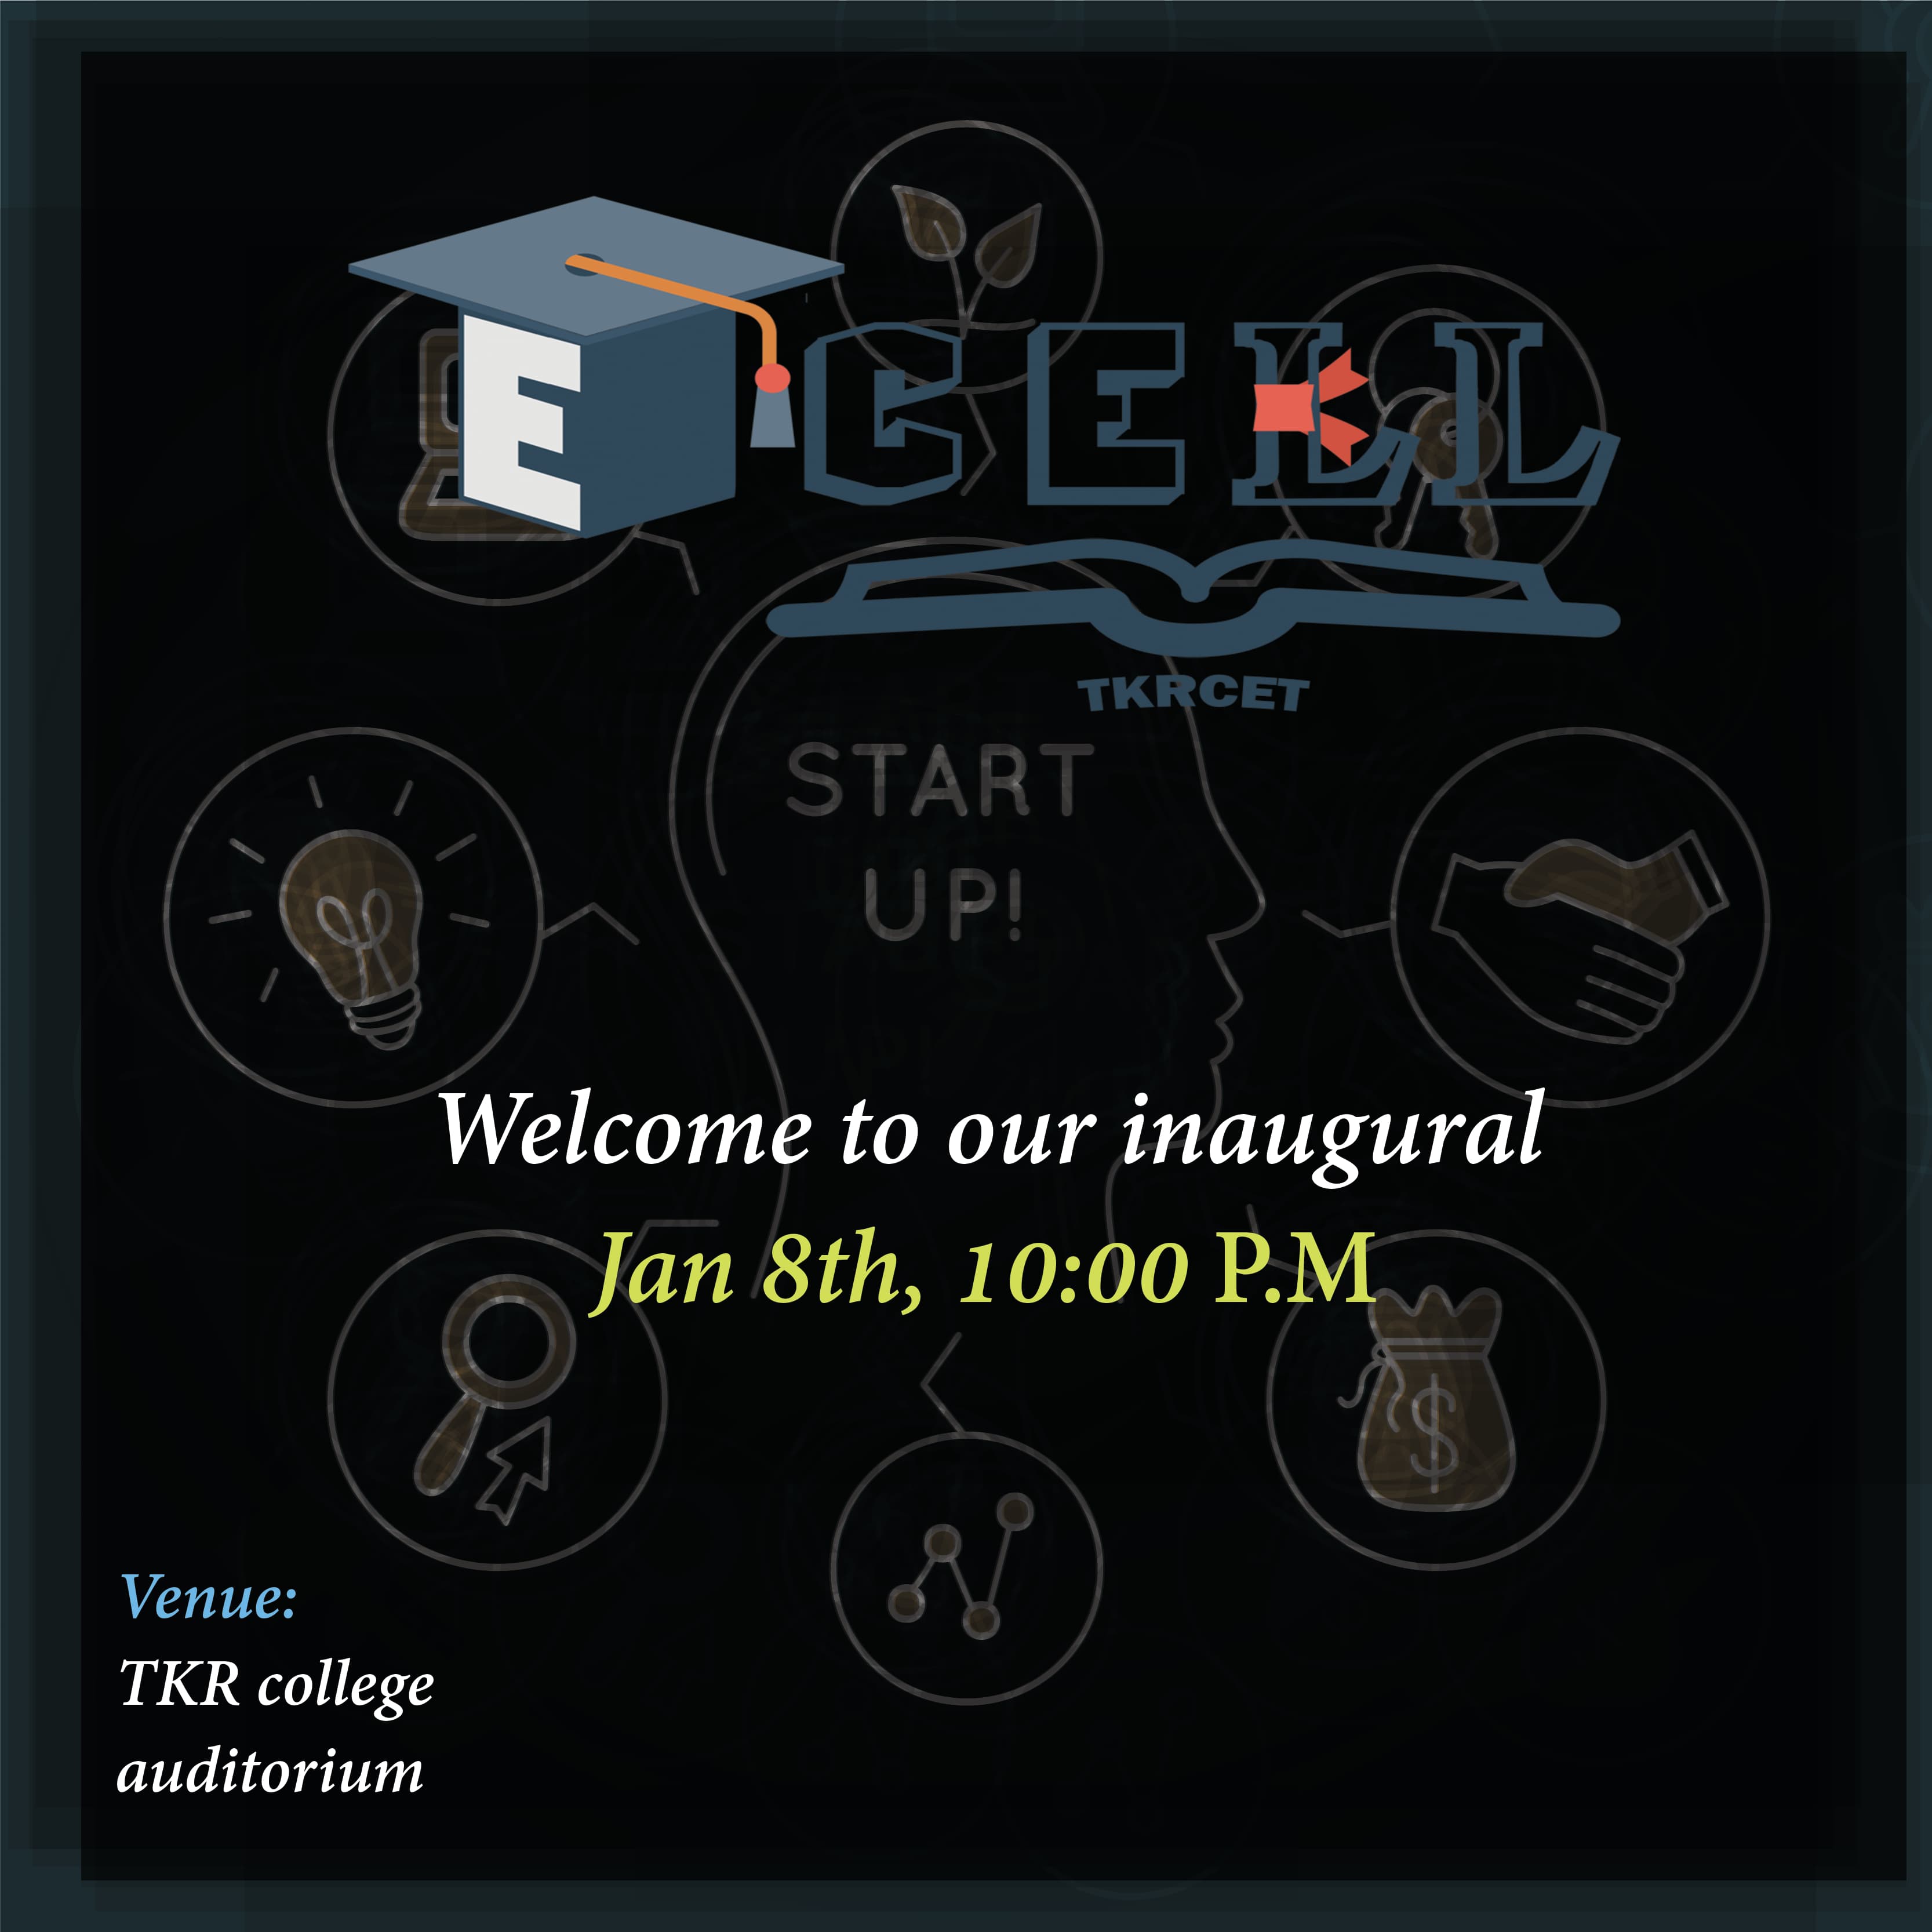 E CELL
TKRCET
START
UP!
Welcome to our inaugural
Jan 8th, 10:00 P.M
$
Venue:
TKR college
auditorium